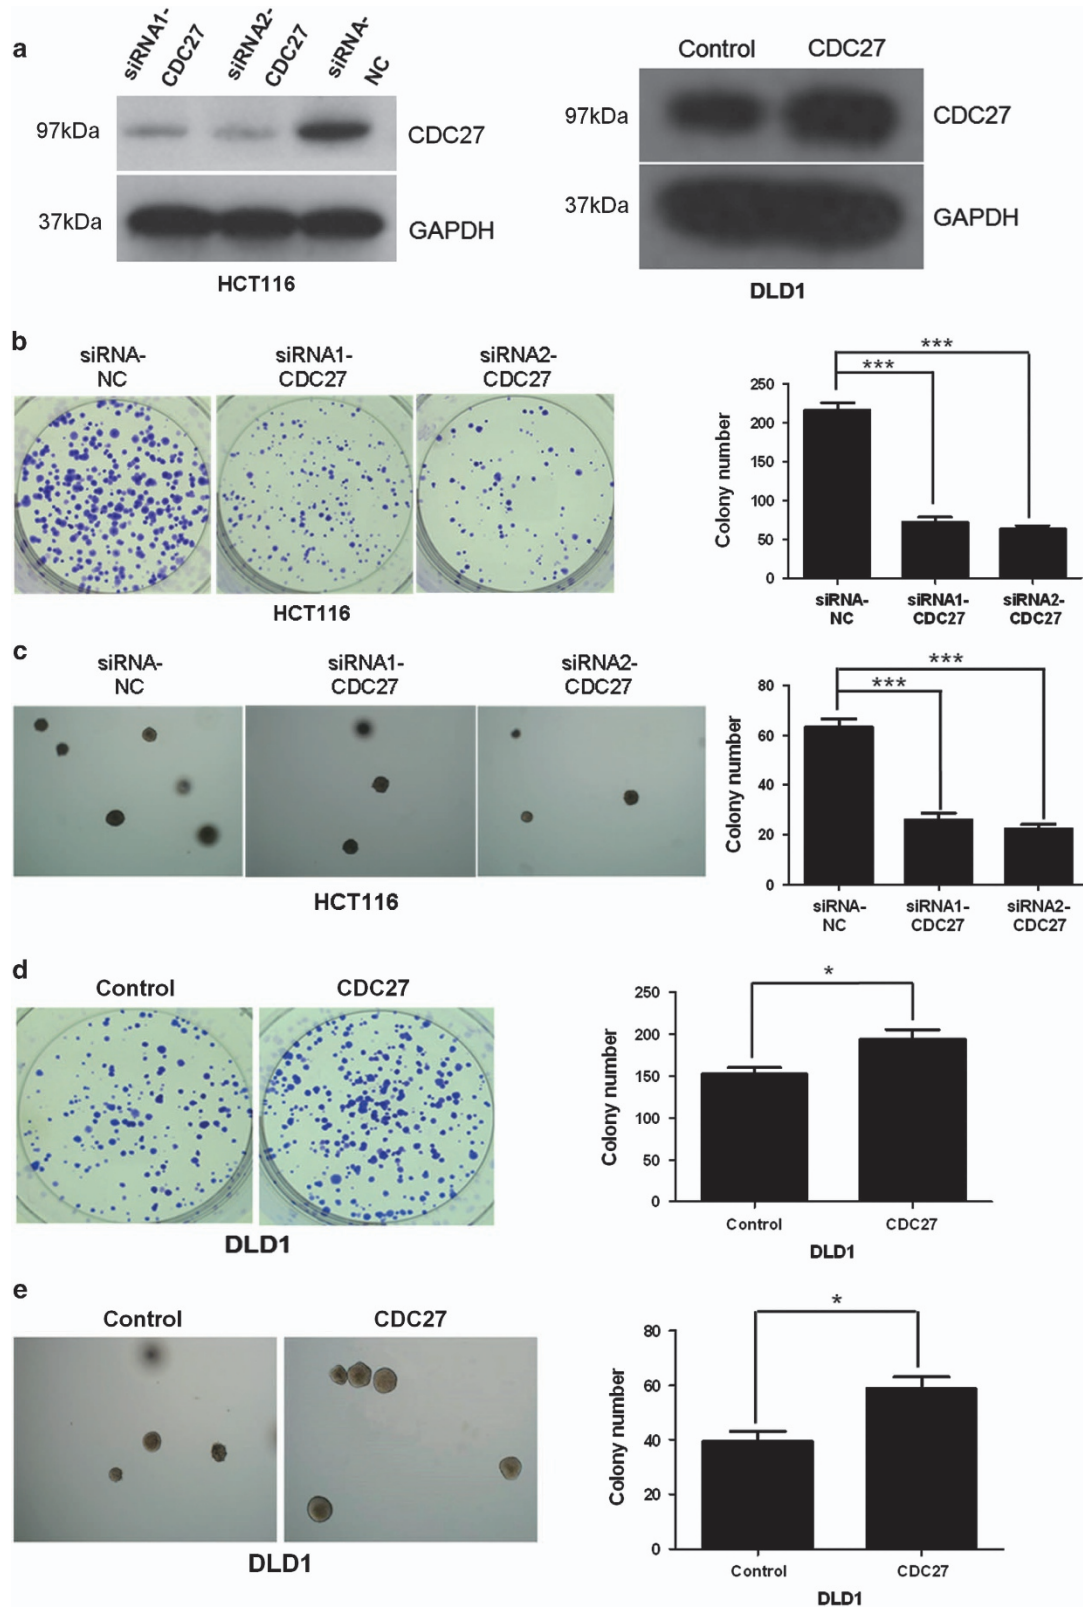 a
siRNA1-
CDC27
siRNA2-
CDC27
siRNA-
NC
97kDa
CDC27
37kDa
GAPDH
HCT116
Control CDC27
97kDa
CDC27
37kDa
GAPDH
DLD1
b
siRNA-
NC
siRNA1-
CDC27
siRNA2-
CDC27
HCT116
***
***
Colony number
250
200
150
100
50
0
siRNA-
NC
siRNA1-
CDC27
siRNA2-
CDC27
c
siRNA-
NC
siRNA1-
CDC27
siRNA2-
CDC27
HCT116
***
***
Colony number
80
60
40
20
0
siRNA-
NC
siRNA1-
CDC27
siRNA2-
CDC27
d
Control CDC27
DLD1
*
Colony number
250
200
150
100
50
0
Control CDC27
DLD1
e
Control CDC27
DLD1
*
Colony number
80
60
40
20
0
Control CDC27
DLD1